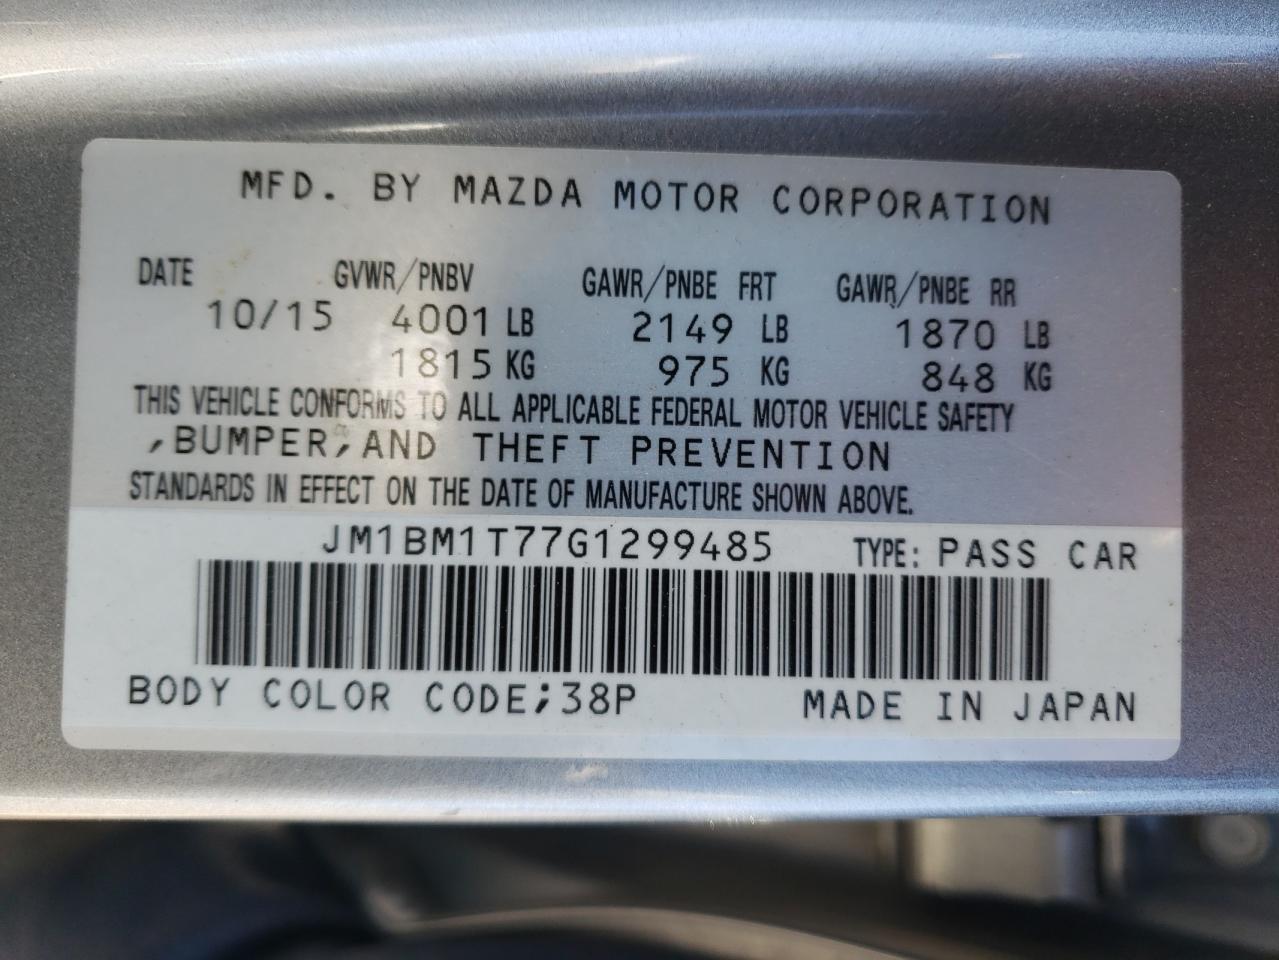 MFD. BY MAZDA MOTOR CORPORATION
DATE GVWR/PNBV GAWR/PNBE FRT GAWR/PNBE RR
10/15 4001 LB 2149 LB 1870 LB
1815 KG 975 KG 848 KG
THIS VEHICLE CONFORMS TO ALL APPLICABLE FEDERAL MOTOR VEHICLE SAFETY
,BUMPER,AND THEFT PREVENTION
STANDARDS IN EFFECT ON THE DATE OF MANUFACTURE SHOWN ABOVE.
JM1BM1T77G1299485 TYPE: PASS CAR
BODY COLOR CODE;38P MADE IN JAPAN